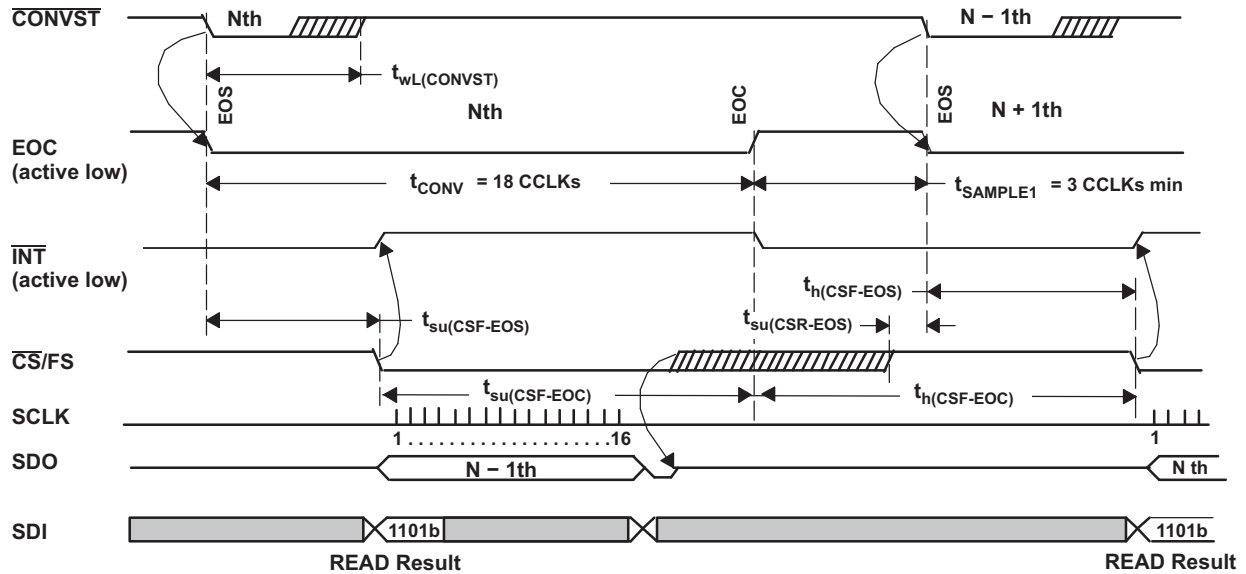 CONVST
Nth
N − 1th
twL(CONVST)
EOS
Nth
EOC
EOS
N + 1th
EOC
(active low)
tCONV = 18 CCLKs
tSAMPLE1 = 3 CCLKs min
INT
(active low)
th(CSF-EOS)
tsu(CSF-EOS)
tsu(CSR-EOS)
CS/FS
tsu(CSF-EOC)
th(CSF-EOC)
SCLK
1 . . . . . . . . . . . . . . . . . 16
1
SDO
N − 1th
N th
SDI
1101b
1101b
READ Result
READ Result